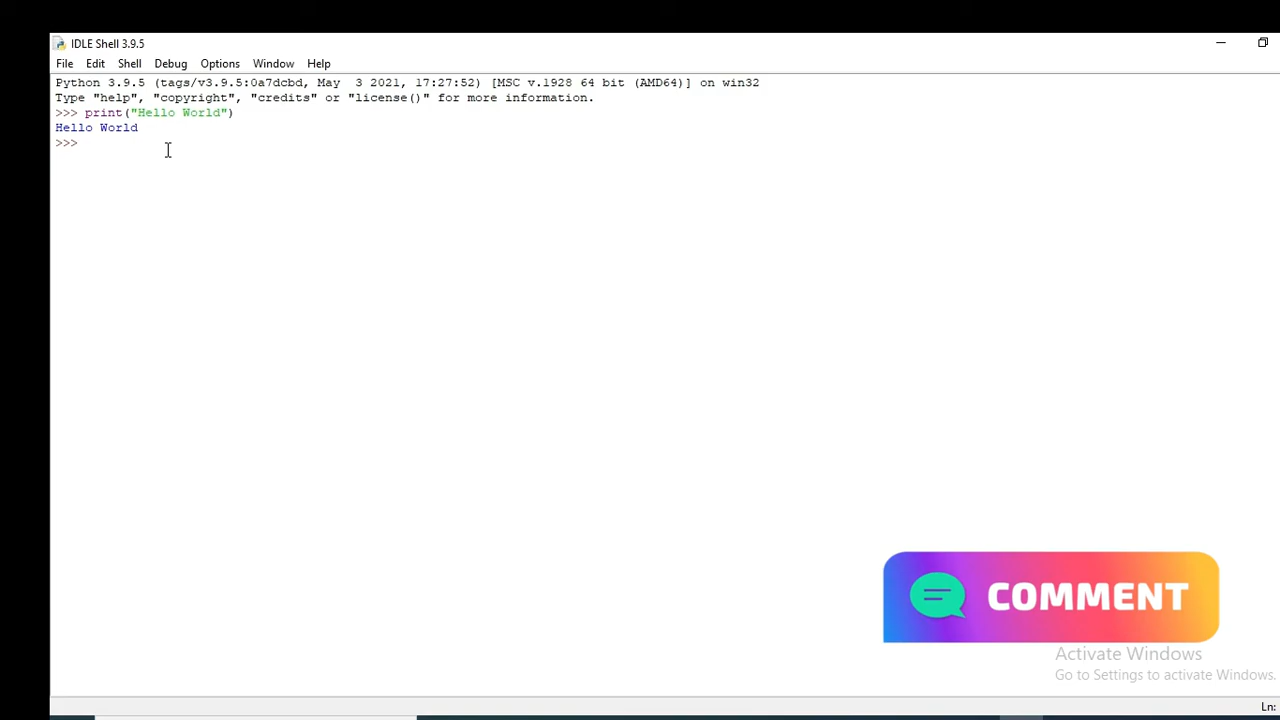 IDLE Shell 3.9.5
File Edit Shell Debug Options Window Help
Python 3.9.5 (tags/v3.9.5:0a7dcbd, May  3 2021, 17:27:52) [MSC v.1928 64 bit (AMD64)] on win32
Type "help", "copyright", "credits" or "license()" for more information.
>>> print("Hello World")
Hello World
>>>
COMMENT
Activate Windows
Go to Settings to activate Windows.
Ln: